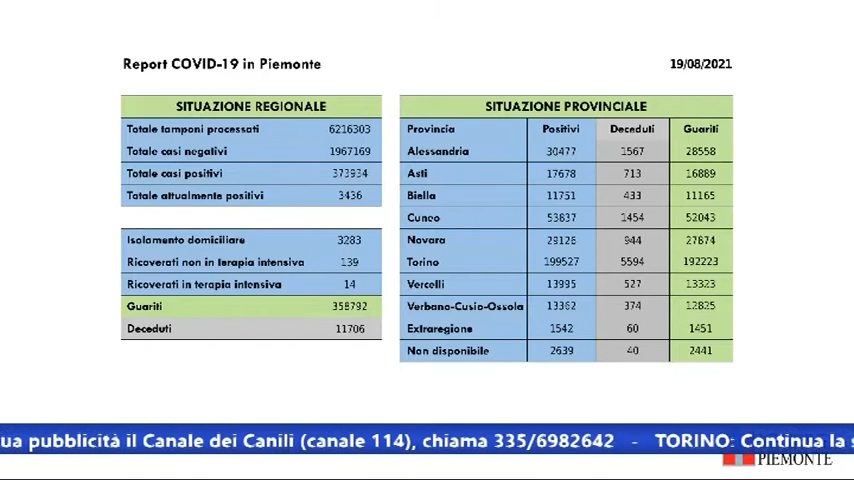 Report COVID-19 in Piemonte 19/08/2021
SITUAZIONE REGIONALE
Totale tamponi processati 6216303
Totale casi negativi 1967169
Totale casi positivi 373934
Totale attualmente positivi 3436
Isolamento domiciliare 3283
Ricoverati non in terapia intensiva 139
Ricoverati in terapia intensiva 14
Guariti 358792
Deceduti 11706
SITUAZIONE PROVINCIALE
Provincia Positivi Deceduti Guariti
Alessandria 30477 1567 28558
Asti 17678 713 16889
Biella 11751 433 11165
Cuneo 53837 1454 52043
Novara 29126 944 27874
Torino 199527 5594 192223
Vercelli 13995 527 13323
Verbano-Cusio-Ossola 13362 374 12825
Extraregione 1542 60 1451
Non disponibile 2639 40 2441
ua pubblicità il Canale dei Canili (canale 114), chiama 335/6982642 - TORINO: Continua la s
PIEMONTE